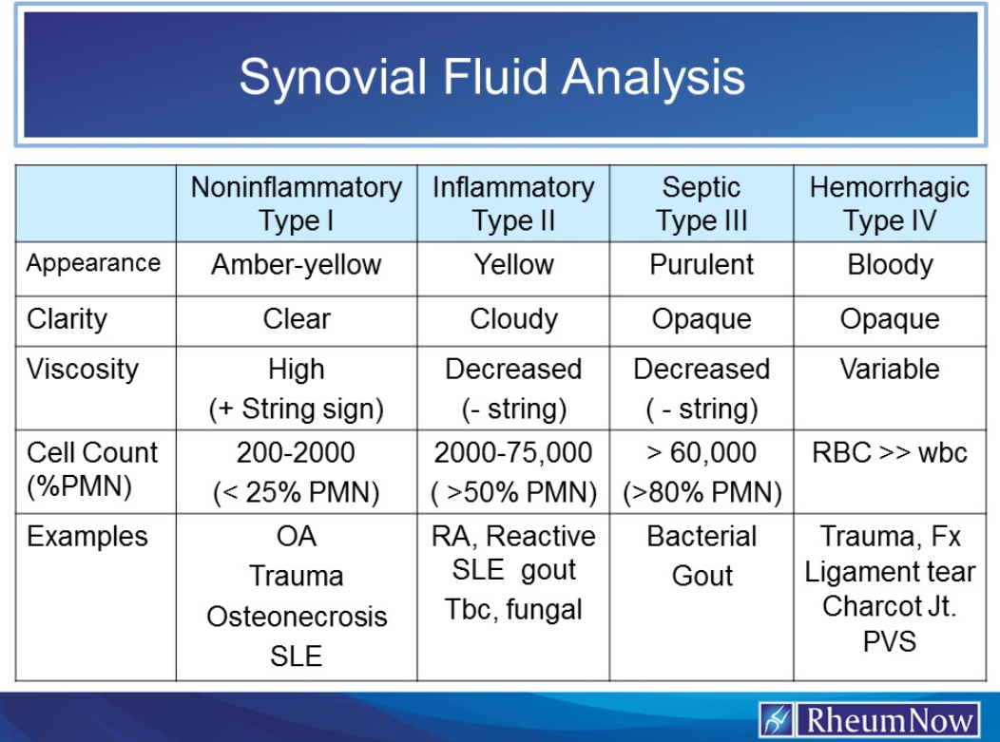 Synovial Fluid Analysis
Noninflammatory
Type I
Inflammatory
Type II
Septic
Type III
Hemorrhagic
Type IV
Appearance
Amber-yellow
Yellow
Purulent
Bloody
Clarity
Clear
Cloudy
Opaque
Opaque
Viscosity
High
(+ String sign)
Decreased
(- string)
Decreased
( - string)
Variable
Cell Count
(%PMN)
200-2000
(< 25% PMN)
2000-75,000
( >50% PMN)
> 60,000
(>80% PMN)
RBC >> wbc
Examples
OA
Trauma
Osteonecrosis
SLE
RA, Reactive
SLE gout
Tbc, fungal
Bacterial
Gout
Trauma, Fx
Ligament tear
Charcot Jt.
PVS
RheumNow